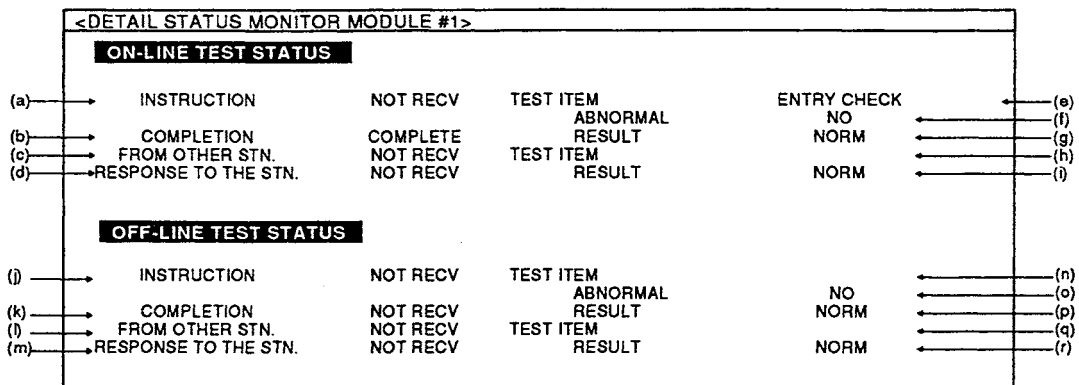 <DETAIL STATUS MONITOR MODULE #1>
ON-LINE TEST STATUS
(a) INSTRUCTION NOT RECV TEST ITEM ENTRY CHECK (e)
ABNORMAL NO (f)
(b) COMPLETION COMPLETE RESULT NORM (g)
(c) FROM OTHER STN. NOT RECV TEST ITEM (h)
(d) RESPONSE TO THE STN. NOT RECV RESULT NORM (i)
OFF-LINE TEST STATUS
(j) INSTRUCTION NOT RECV TEST ITEM (n)
ABNORMAL NO (o)
(k) COMPLETION NOT RECV RESULT NORM (p)
(l) FROM OTHER STN. NOT RECV TEST ITEM (q)
(m) RESPONSE TO THE STN. NOT RECV RESULT NORM (r)